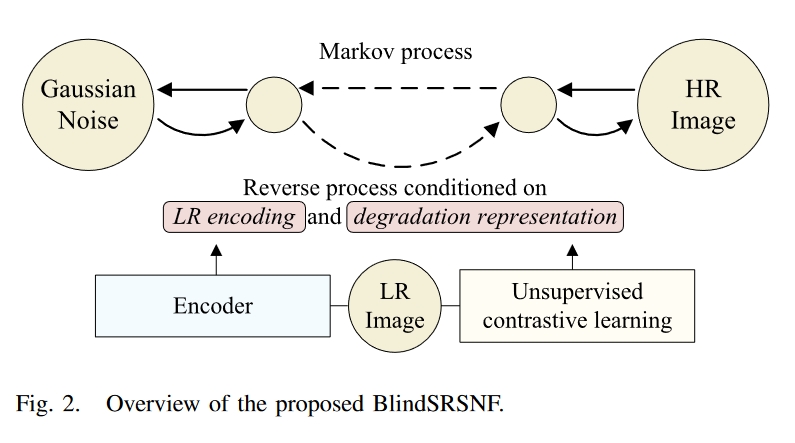 Markov process
Gaussian
Noise
HR
Image
Reverse process conditioned on
LR encoding and degradation representation
Encoder
LR
Image
Unsupervised
contrastive learning
Fig. 2. Overview of the proposed BlindSRSNF.